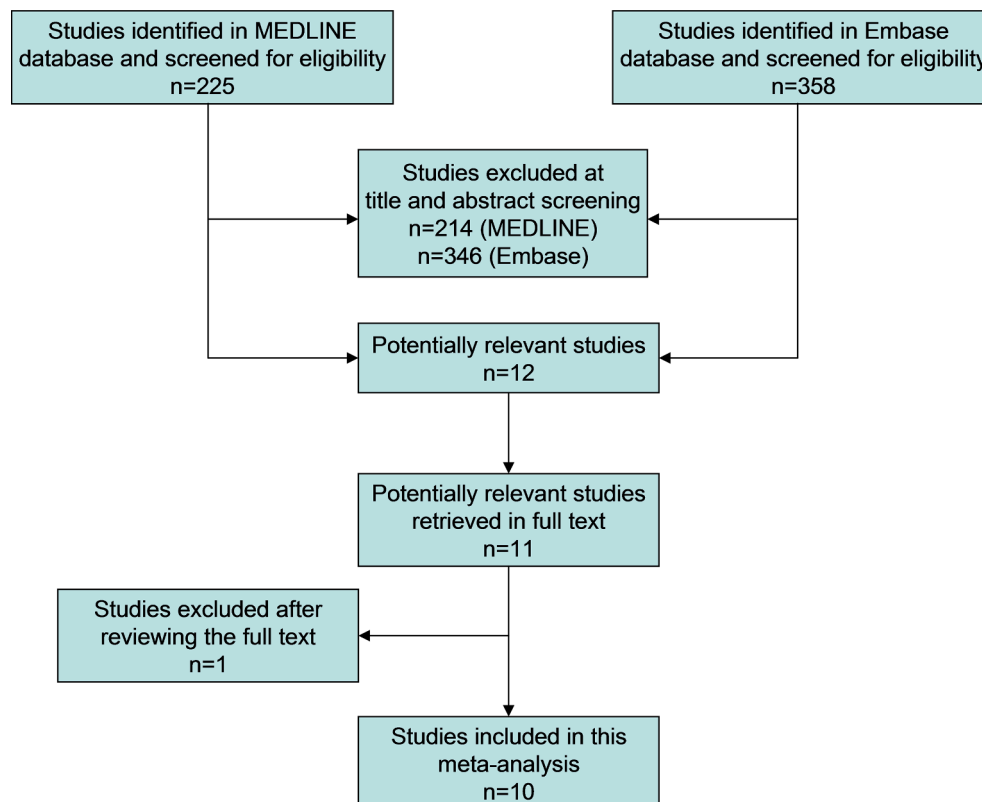 Studies identified in MEDLINE
database and screened for eligibility
n=225
Studies identified in Embase
database and screened for eligibility
n=358
Studies excluded at
title and abstract screening
n=214 (MEDLINE)
n=346 (Embase)
Potentially relevant studies
n=12
Potentially relevant studies
retrieved in full text
n=11
Studies excluded after
reviewing the full text
n=1
Studies included in this
meta-analysis
n=10